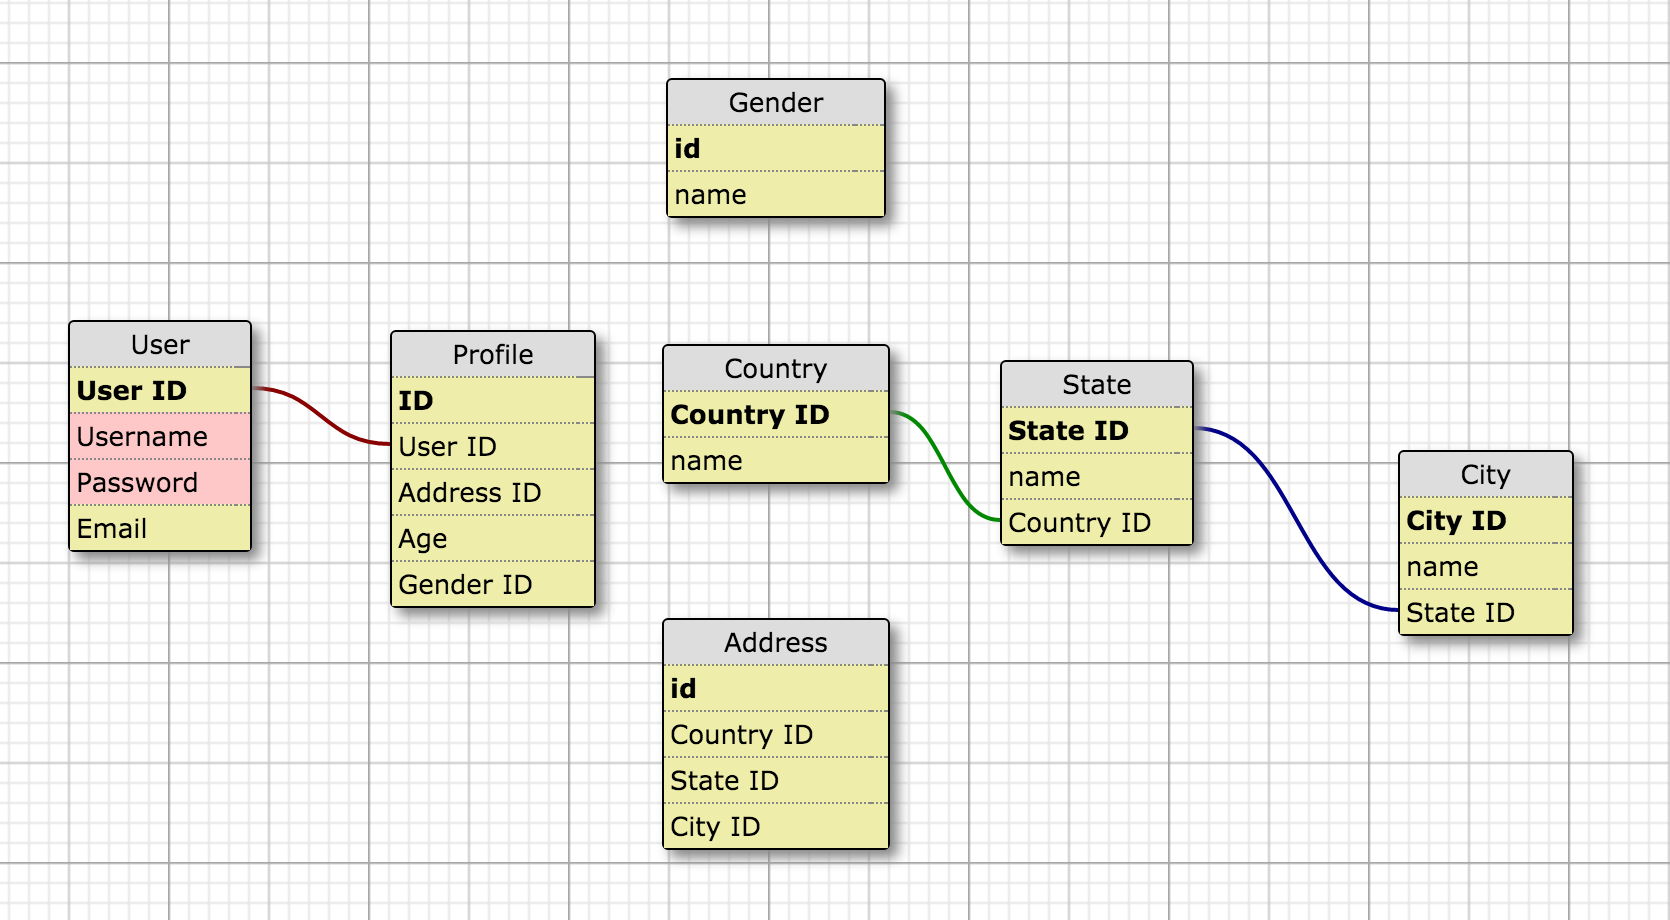 Gender
id
name
User
User ID
Username
Password
Email
Profile
ID
User ID
Address ID
Age
Gender ID
Country
Country ID
name
State
State ID
name
Country ID
City
City ID
name
State ID
Address
id
Country ID
State ID
City ID